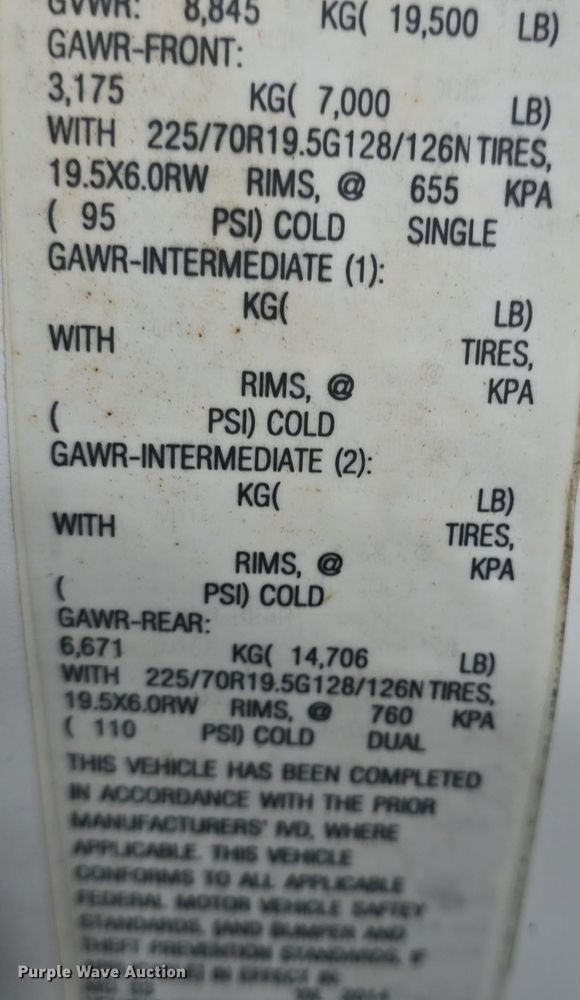 GVWR: 8,845 KG( 19,500 LB)
GAWR-FRONT:
3,175 KG( 7,000 LB)
WITH 225/70R19.5G128/126N TIRES,
19.5X6.0RW RIMS, @ 655 KPA
( 95 PSI) COLD SINGLE
GAWR-INTERMEDIATE (1):
KG( LB)
WITH TIRES,
RIMS, @ KPA
( PSI) COLD
GAWR-INTERMEDIATE (2):
KG( LB)
WITH TIRES,
RIMS, @ KPA
( PSI) COLD
GAWR-REAR:
6,671 KG( 14,706 LB)
WITH 225/70R19.5G128/126N TIRES,
19.5X6.0RW RIMS, @ 760 KPA
( 110 PSI) COLD DUAL
THIS VEHICLE HAS BEEN COMPLETED
IN ACCORDANCE WITH THE PRIOR
MANUFACTURERS' IVD, WHERE
APPLICABLE. THIS VEHICLE
CONFORMS TO ALL APPLICABLE
FEDERAL MOTOR VEHICLE SAFTEY
STANDARDS, [AND BUMPER AND
THEFT PREVENTION STANDARDS, IF
IN EFFECT IN
Purple Wave Auction